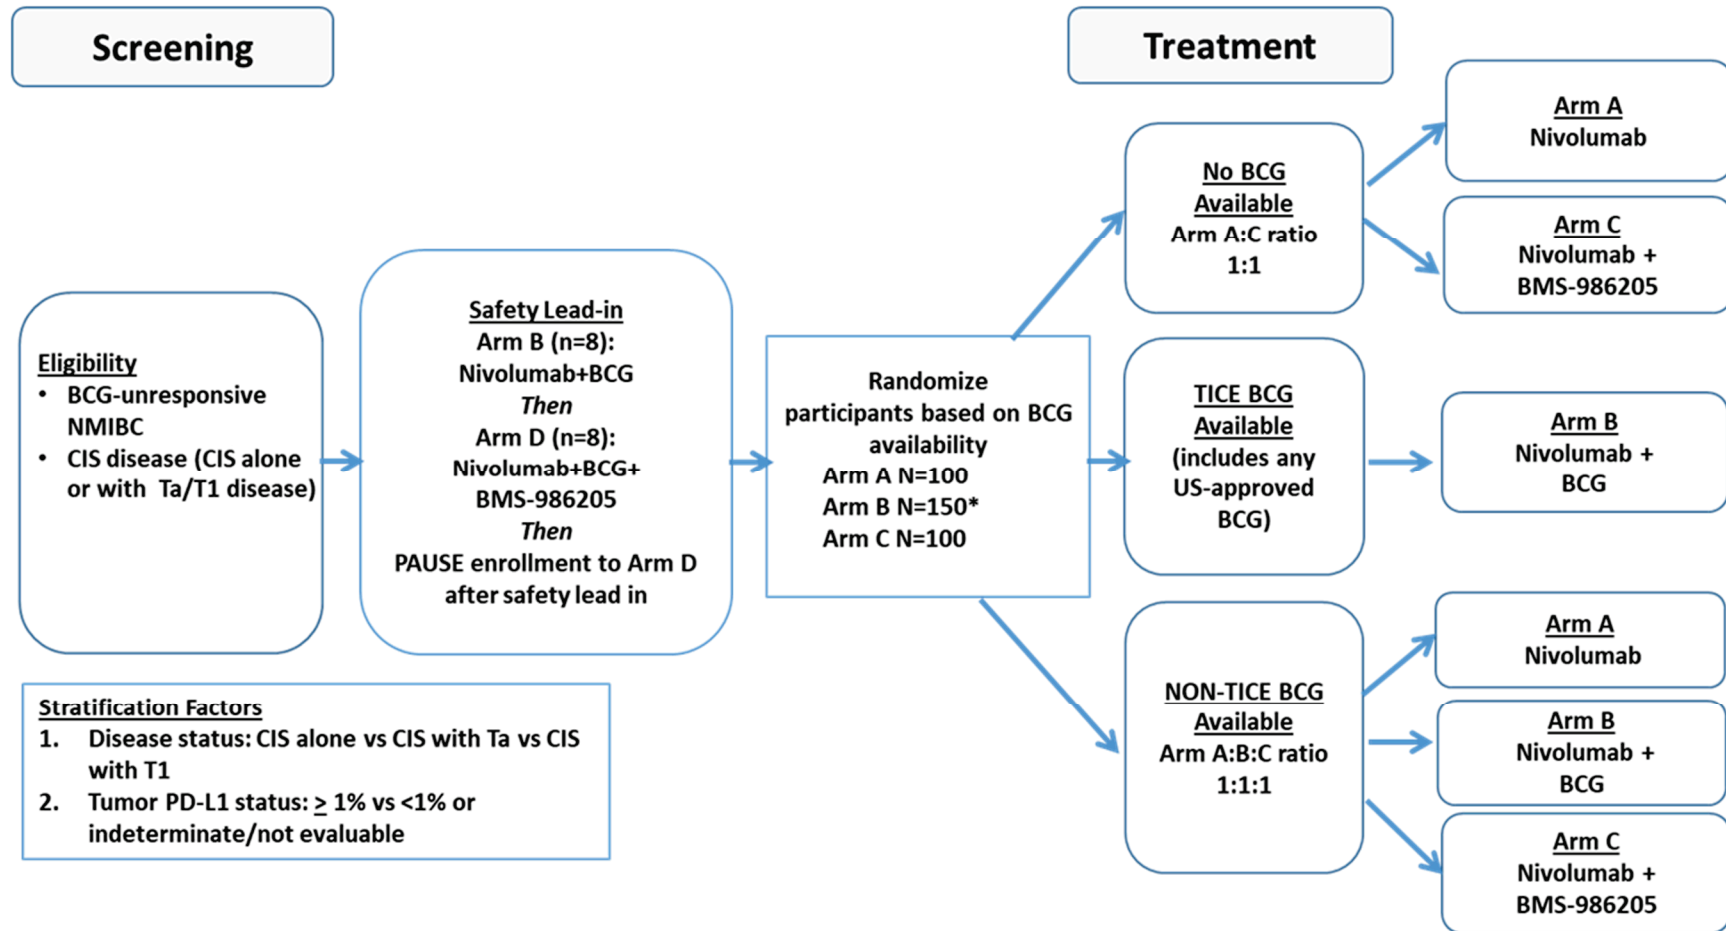 Screening
Treatment
Eligibility
• BCG-unresponsive
NMIBC
• CIS disease (CIS alone
or with Ta/T1 disease)
Safety Lead-in
Arm B (n=8):
Nivolumab+BCG
Then
Arm D (n=8):
Nivolumab+BCG+
BMS-986205
Then
PAUSE enrollment to Arm D
after safety lead in
Randomize
participants based on BCG
availability
Arm A N=100
Arm B N=150*
Arm C N=100
No BCG
Available
Arm A:C ratio
1:1
Arm A
Nivolumab
Arm C
Nivolumab +
BMS-986205
TICE BCG
Available
(includes any
US-approved
BCG)
Arm B
Nivolumab +
BCG
NON-TICE BCG
Available
Arm A:B:C ratio
1:1:1
Arm A
Nivolumab
Arm B
Nivolumab +
BCG
Arm C
Nivolumab +
BMS-986205
Stratification Factors
1. Disease status: CIS alone vs CIS with Ta vs CIS
with T1
2. Tumor PD-L1 status: ≥ 1% vs <1% or
indeterminate/not evaluable